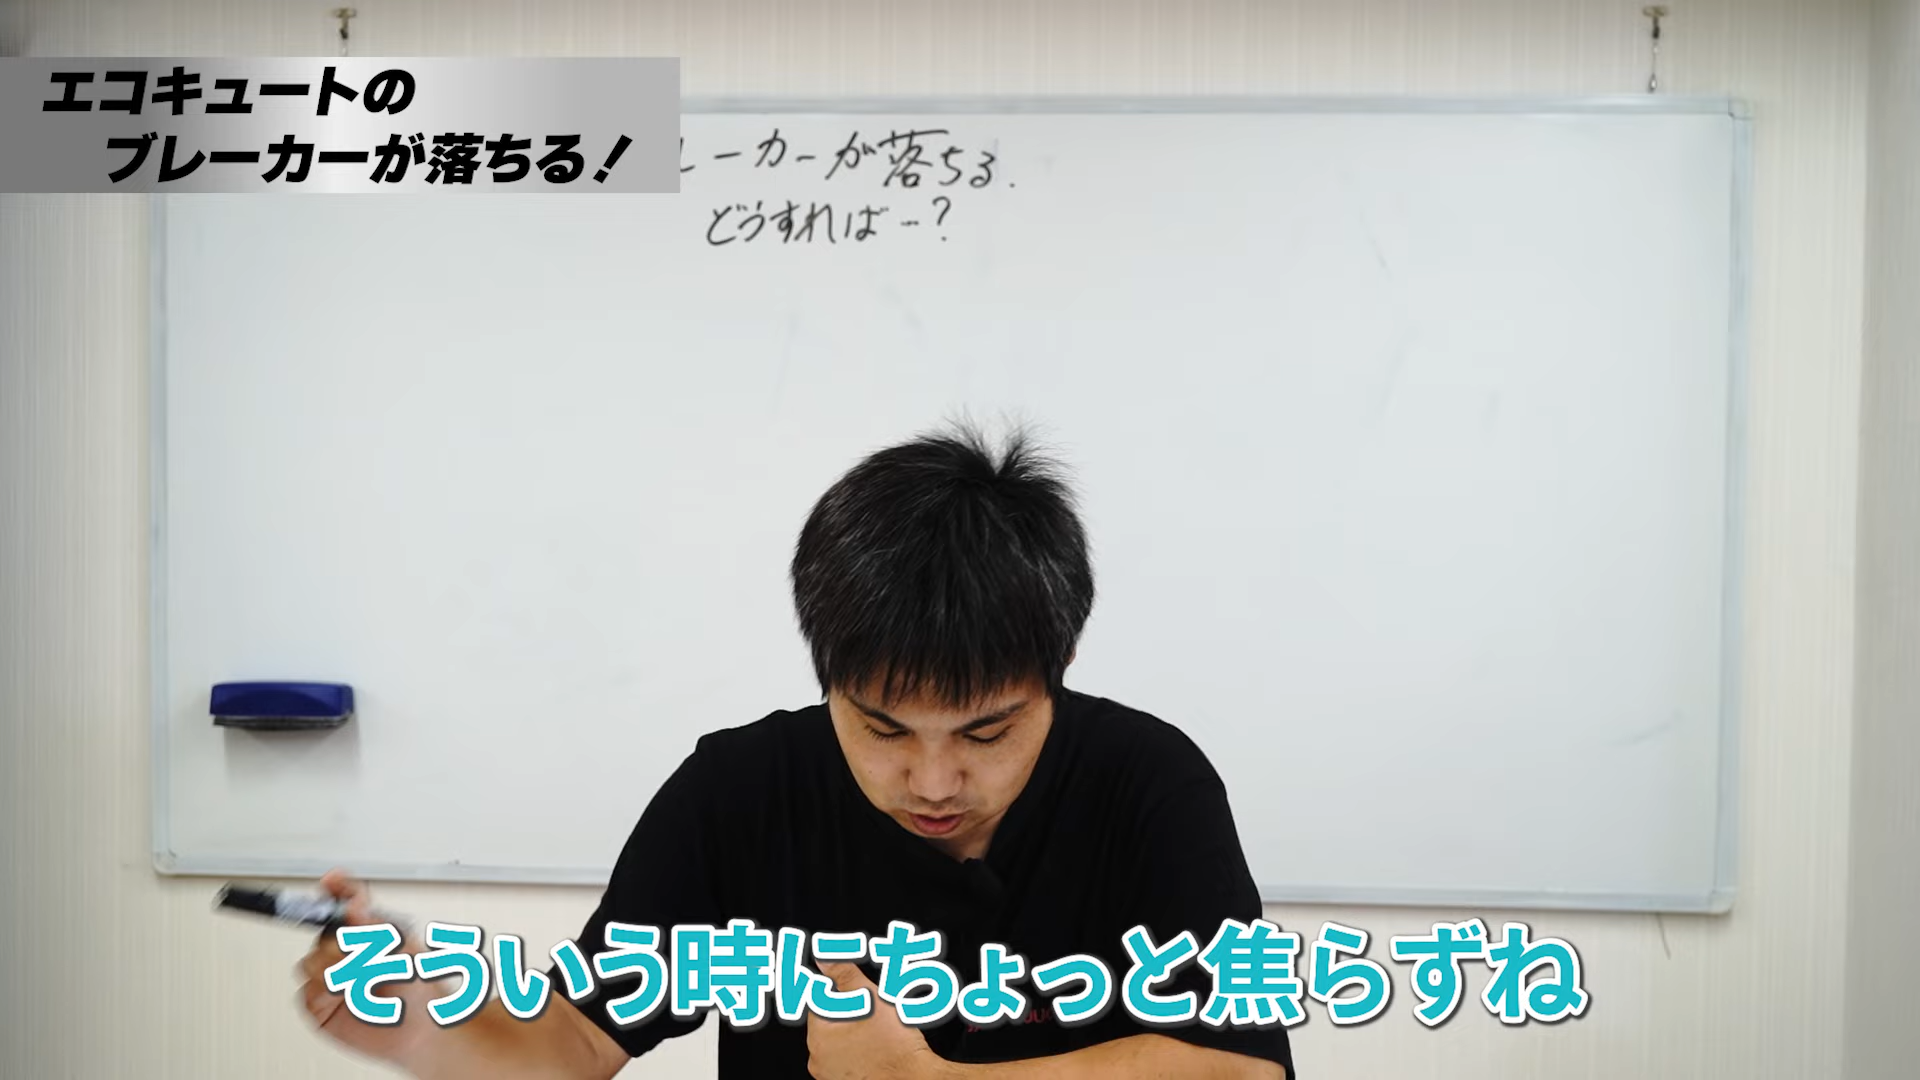 エコキュートの
ブレーカーが落ちる!
レーカーが落ちる.
どうすれば…?
そういう時にちょっと焦らずね